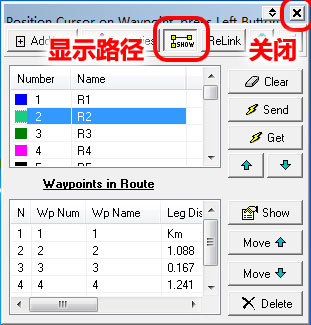 Position Cursor on Waypoint, press Left Button
Add SHOW ReLink
显示路径 关闭
Number Name
1 R1
2 R2
3 R3
4 R4
5 R5
Clear
Send
Get
Waypoints in Route
N Wp Num Wp Name Leg Dis
1 1 1 Km
2 2 2 1.088
3 3 3 0.167
4 4 4 1.241
Show
Move
Move
Delete